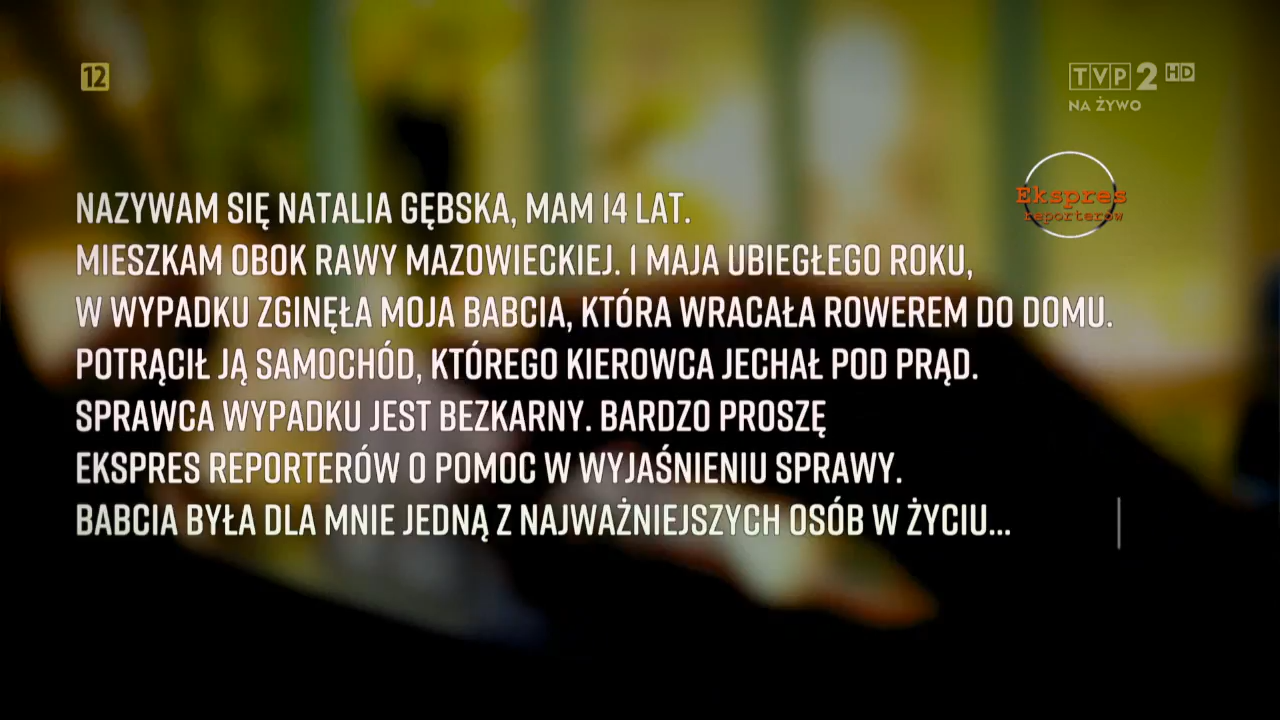 12
TVP 2 HD
NA ŻYWO
Ekspres
reporterów
NAZYWAM SIĘ NATALIA GĘBSKA, MAM 14 LAT.
MIESZKAM OBOK RAWY MAZOWIECKIEJ. 1 MAJA UBIEGŁEGO ROKU,
W WYPADKU ZGINĘŁA MOJA BABCIA, KTÓRA WRACAŁA ROWEREM DO DOMU.
POTRĄCIŁ JĄ SAMOCHÓD, KTÓREGO KIEROWCA JECHAŁ POD PRĄD.
SPRAWCA WYPADKU JEST BEZKARNY. BARDZO PROSZĘ
EKSPRES REPORTERÓW O POMOC W WYJAŚNIENIU SPRAWY.
BABCIA BYŁA DLA MNIE JEDNĄ Z NAJWAŻNIEJSZYCH OSÓB W ŻYCIU...